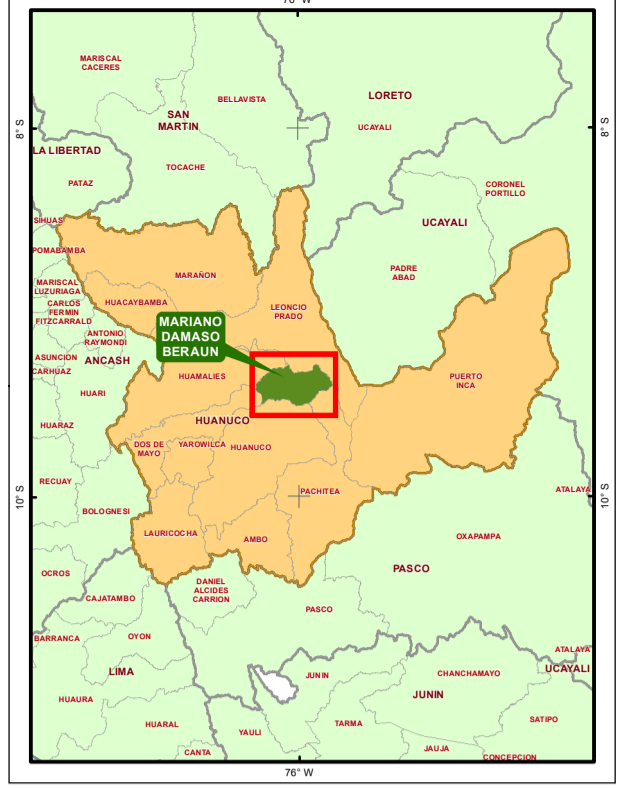 76° W
MARISCAL
CACERES
BELLAVISTA
LORETO
SAN
MARTIN
UCAYALI
8° S
8° S
LA LIBERTAD
TOCACHE
PATAZ
CORONEL
PORTILLO
SIHUAS
UCAYALI
POMABAMBA
MARAÑON
PADRE
ABAD
MARISCAL
LUZURIAGA
HUACAYBAMBA
LEONCIO
PRADO
CARLOS
FERMIN
FITZCARRALD
MARIANO
DAMASO
BERAUN
ANTONIO
RAYMONDI
ASUNCION
ANCASH
CARHUAZ
HUAMALIES
PUERTO
INCA
HUARI
HUANUCO
HUARAZ
DOS DE
MAYO
YAROWILCA
HUANUCO
RECUAY
PACHITEA
ATALAYA
10° S
10° S
BOLOGNESI
LAURICOCHA
AMBO
OXAPAMPA
OCROS
PASCO
DANIEL
ALCIDES
CARRION
CAJATAMBO
PASCO
BARRANCA
OYON
ATALAYA
LIMA
JUNIN
CHANCHAMAYO
UCAYALI
HUAURA
JUNIN
HUARAL
YAULI
TARMA
SATIPO
CANTA
JAUJA
CONCEPCION
76° W